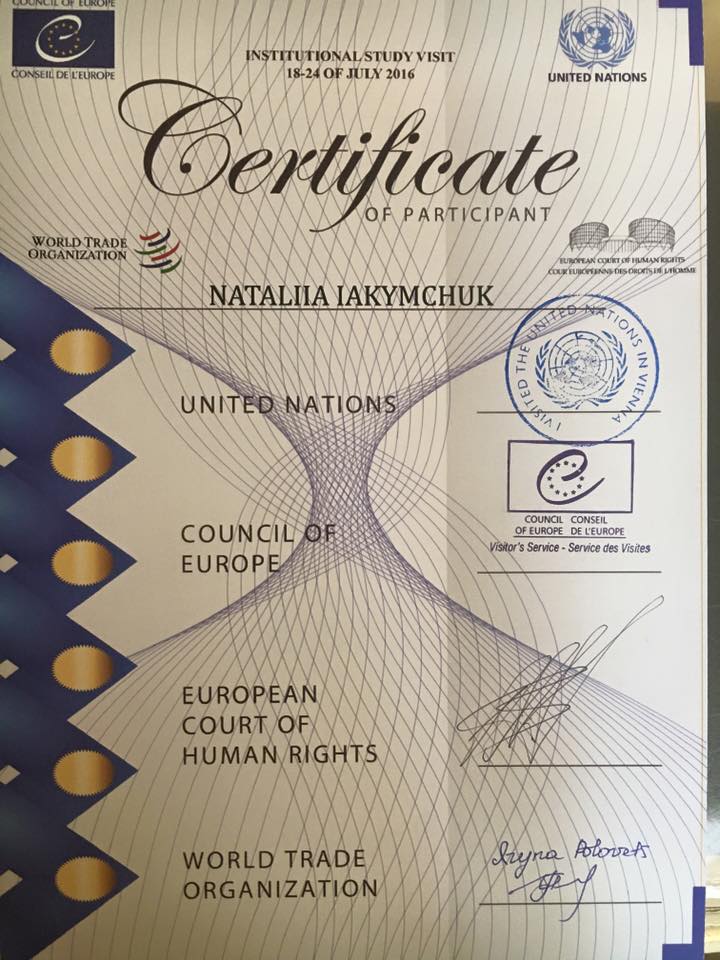 COUNCIL OF EUROPE
CONSEIL DE L'EUROPE
INSTITUTIONAL STUDY VISIT
18-24 OF JULY 2016
UNITED NATIONS
Certificate
OF PARTICIPANT
WORLD TRADE
ORGANIZATION
EUROPEAN COURT OF HUMAN RIGHTS
COUR EUROPÉENNE DES DROITS DE L'HOMME
NATALIIA IAKYMCHUK
UNITED NATIONS
I VISITED THE UNITED NATIONS IN VIENNA
COUNCIL OF
EUROPE
COUNCIL CONSEIL
OF EUROPE DE L'EUROPE
Visitor's Service - Service des Visites
EUROPEAN
COURT OF
HUMAN RIGHTS
WORLD TRADE
ORGANIZATION
Iryna Polovets